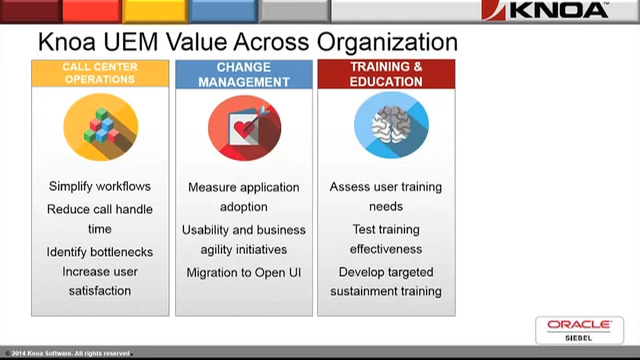 KNOA
Knoa UEM Value Across Organization
CALL CENTER
OPERATIONS
Simplify workflows
Reduce call handle
time
Identify bottlenecks
Increase user
satisfaction
CHANGE
MANAGEMENT
Measure application
adoption
Usability and business
agility initiatives
Migration to Open UI
TRAINING &
EDUCATION
Assess user training
needs
Test training
effectiveness
Develop targeted
sustainment training
ORACLE
SIEBEL
© 2014 Knoa Software. All rights reserved.